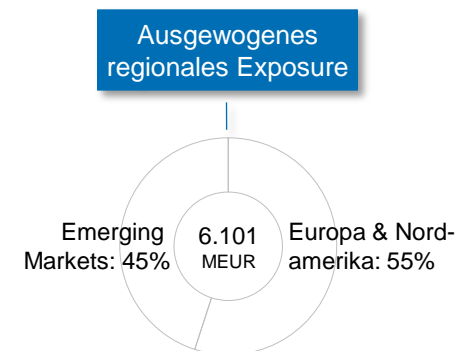 Ausgewogenes
regionales Exposure
Emerging
Markets: 45%
6.101
MEUR
Europa & Nord-
amerika: 55%